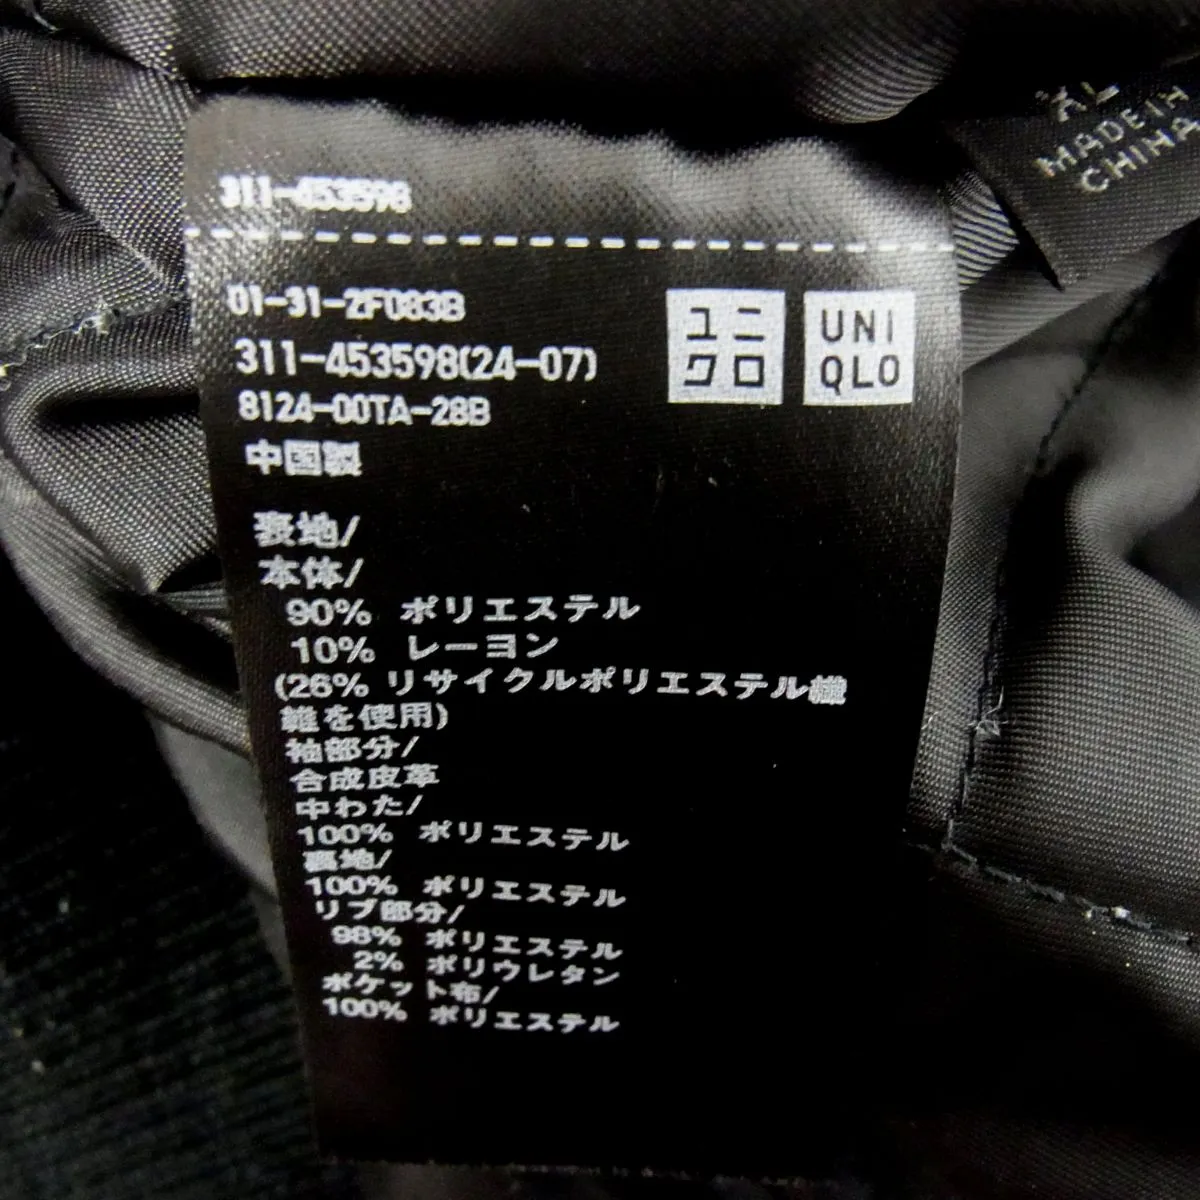 XL
MADE IN
CHINA
311-453598
01-31-2F083B
311-453598(24-07)
8124-00TA-28B
中国製
ユニ
クロ
UNI
QLO
表地/
本体/
90% ポリエステル
10% レーヨン
(26% リサイクルポリエステル繊
維を使用)
袖部分/
合成皮革
中わた/
100% ポリエステル
裏地/
100% ポリエステル
リブ部分/
98% ポリエステル
2% ポリウレタン
ポケット布/
100% ポリエステル